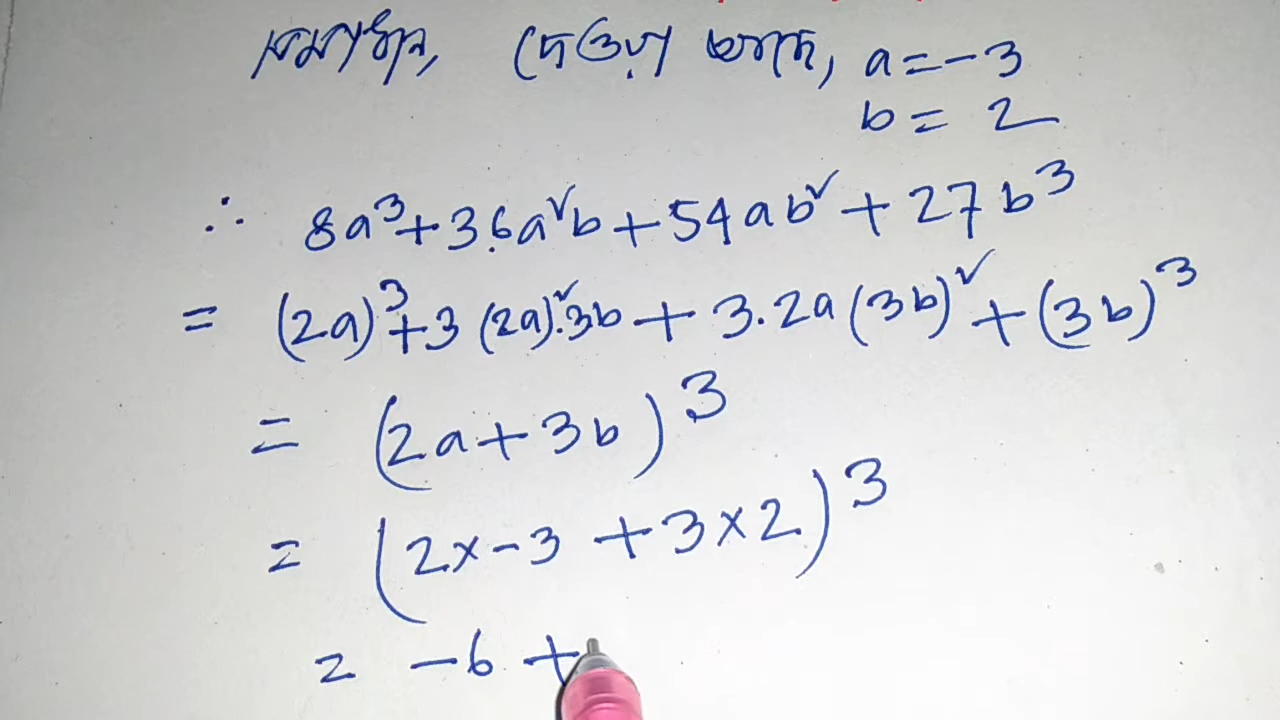 সমাধান, দেওয়া আছে, a = -3
b = 2
∴ 8a³ + 36a²b + 54ab² + 27b³
= (2a)³ + 3(2a)².3b + 3.2a(3b)² + (3b)³
= (2a + 3b)³
= (2x-3 + 3×2)³
= -6 +